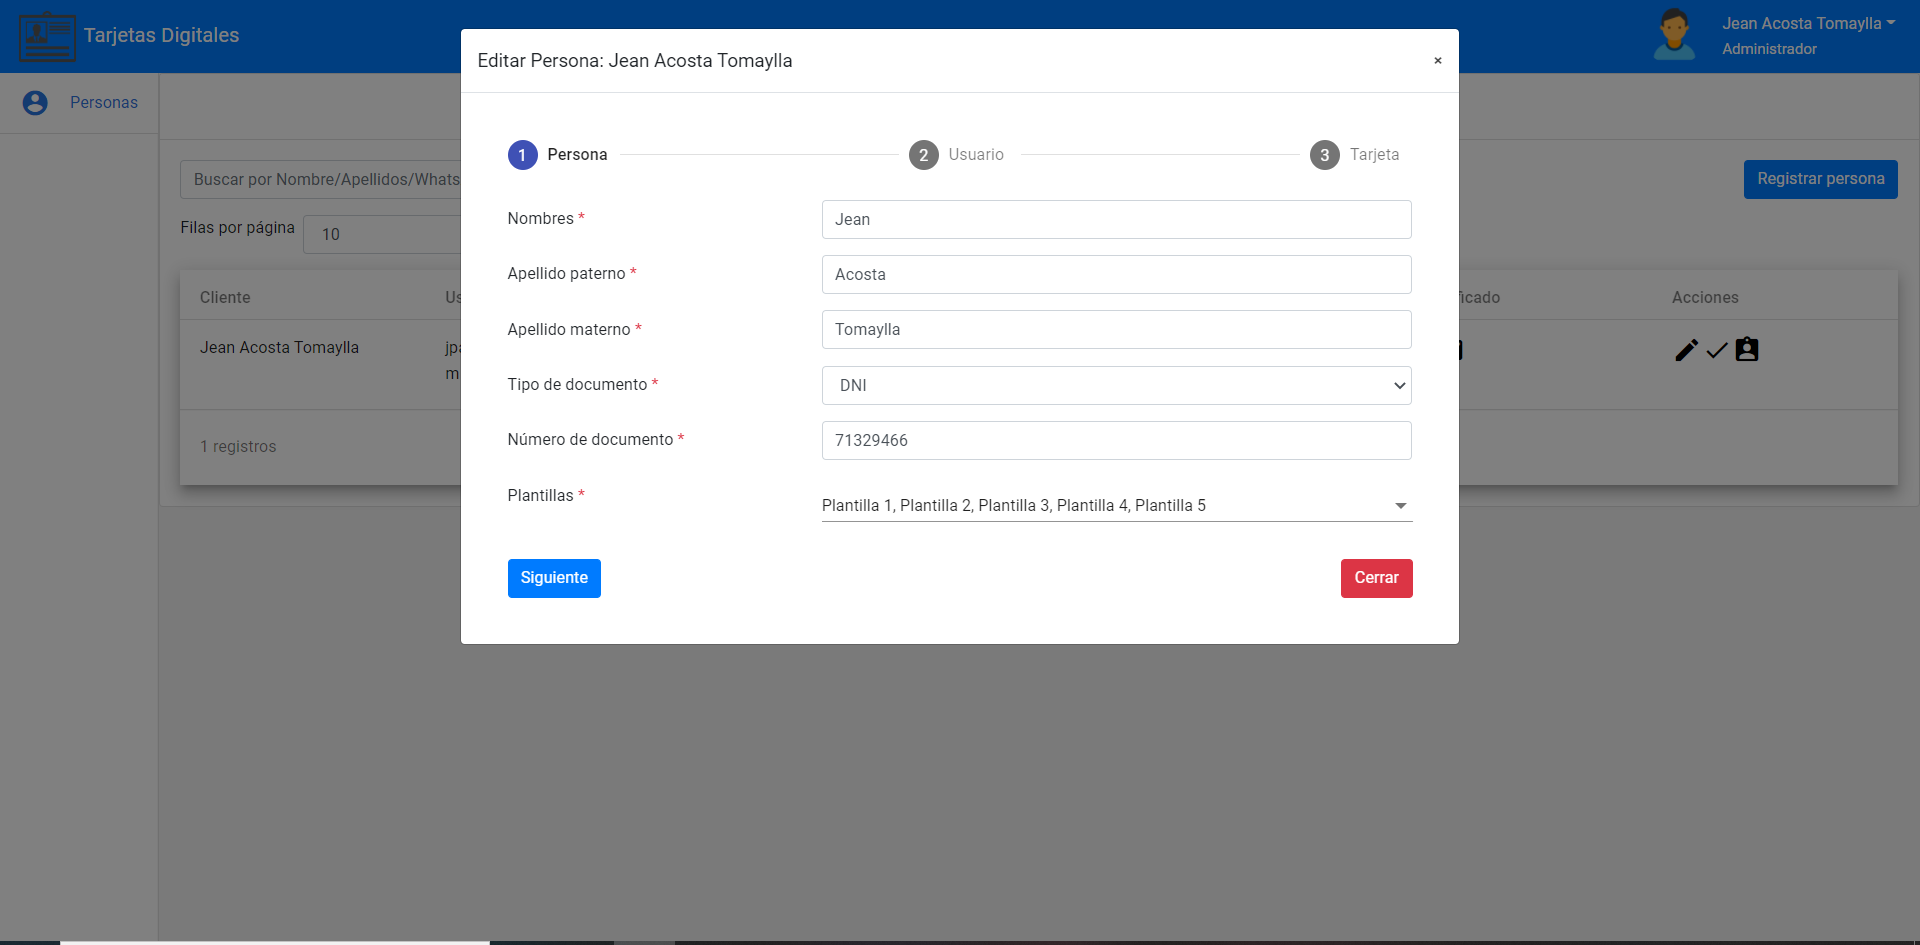 Tarjetas Digitales
Jean Acosta Tomaylla
Administrador
Personas
Buscar por Nombre/Apellidos/Whats
Registrar persona
Filas por página 10
Cliente
Acciones
Jean Acosta Tomaylla
1 registros
Editar Persona: Jean Acosta Tomaylla
×
1 Persona
2 Usuario
3 Tarjeta
Nombres * Jean
Apellido paterno * Acosta
Apellido materno * Tomaylla
Tipo de documento * DNI
Número de documento * 71329466
Plantillas * Plantilla 1, Plantilla 2, Plantilla 3, Plantilla 4, Plantilla 5
Siguiente
Cerrar